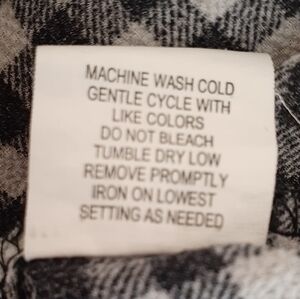 MACHINE WASH COLD
GENTLE CYCLE WITH
LIKE COLORS
DO NOT BLEACH
TUMBLE DRY LOW
REMOVE PROMPTLY
IRON ON LOWEST
SETTING AS NEEDED